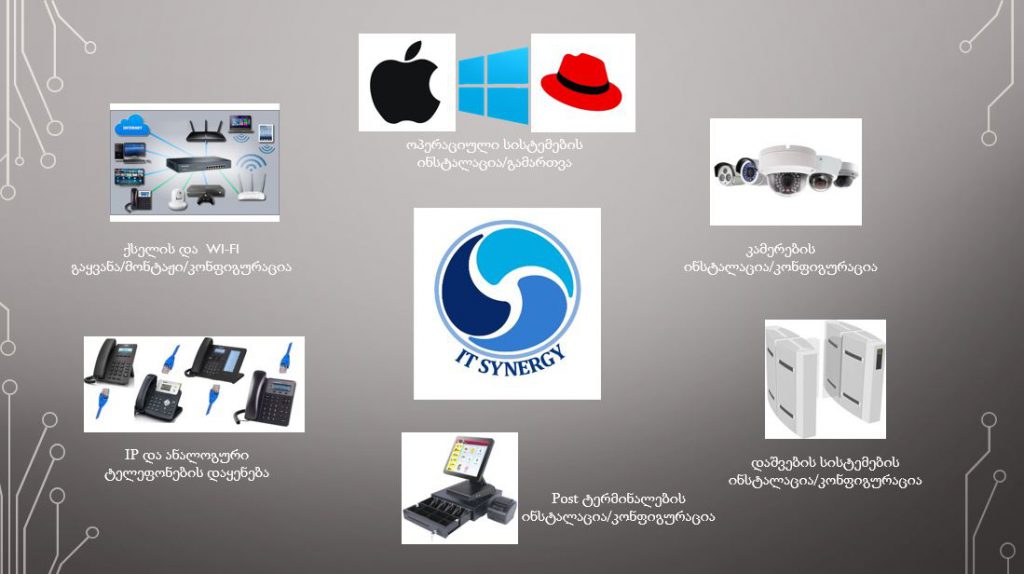 ოპერაციული სისტემების
ინსტალაცია/გამართვა
INTERNET
ქსელის და WI-FI
გაყვანა/მონტაჟი/კონფიგურაცია
კამერების
ინსტალაცია/კონფიგურაცია
IT SYNERGY
IP და ანალოგური
ტელეფონების დაყენება
დაშვების სისტემების
ინსტალაცია/კონფიგურაცია
Post ტერმინალების
ინსტალაცია/კონფიგურაცია